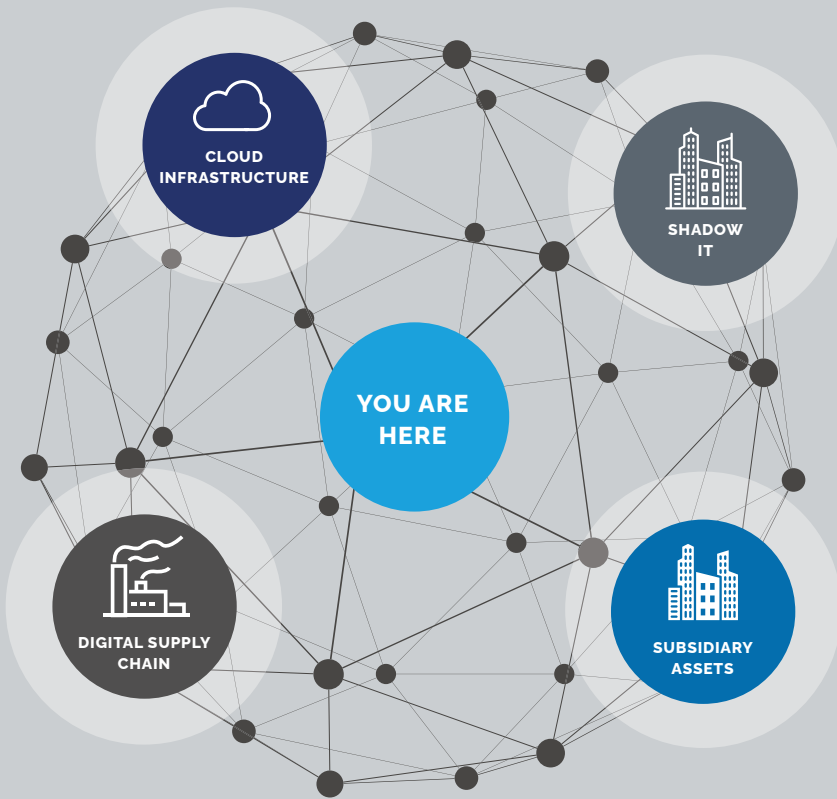 CLOUD
INFRASTRUCTURE
SHADOW
IT
YOU ARE
HERE
DIGITAL SUPPLY
CHAIN
SUBSIDIARY
ASSETS